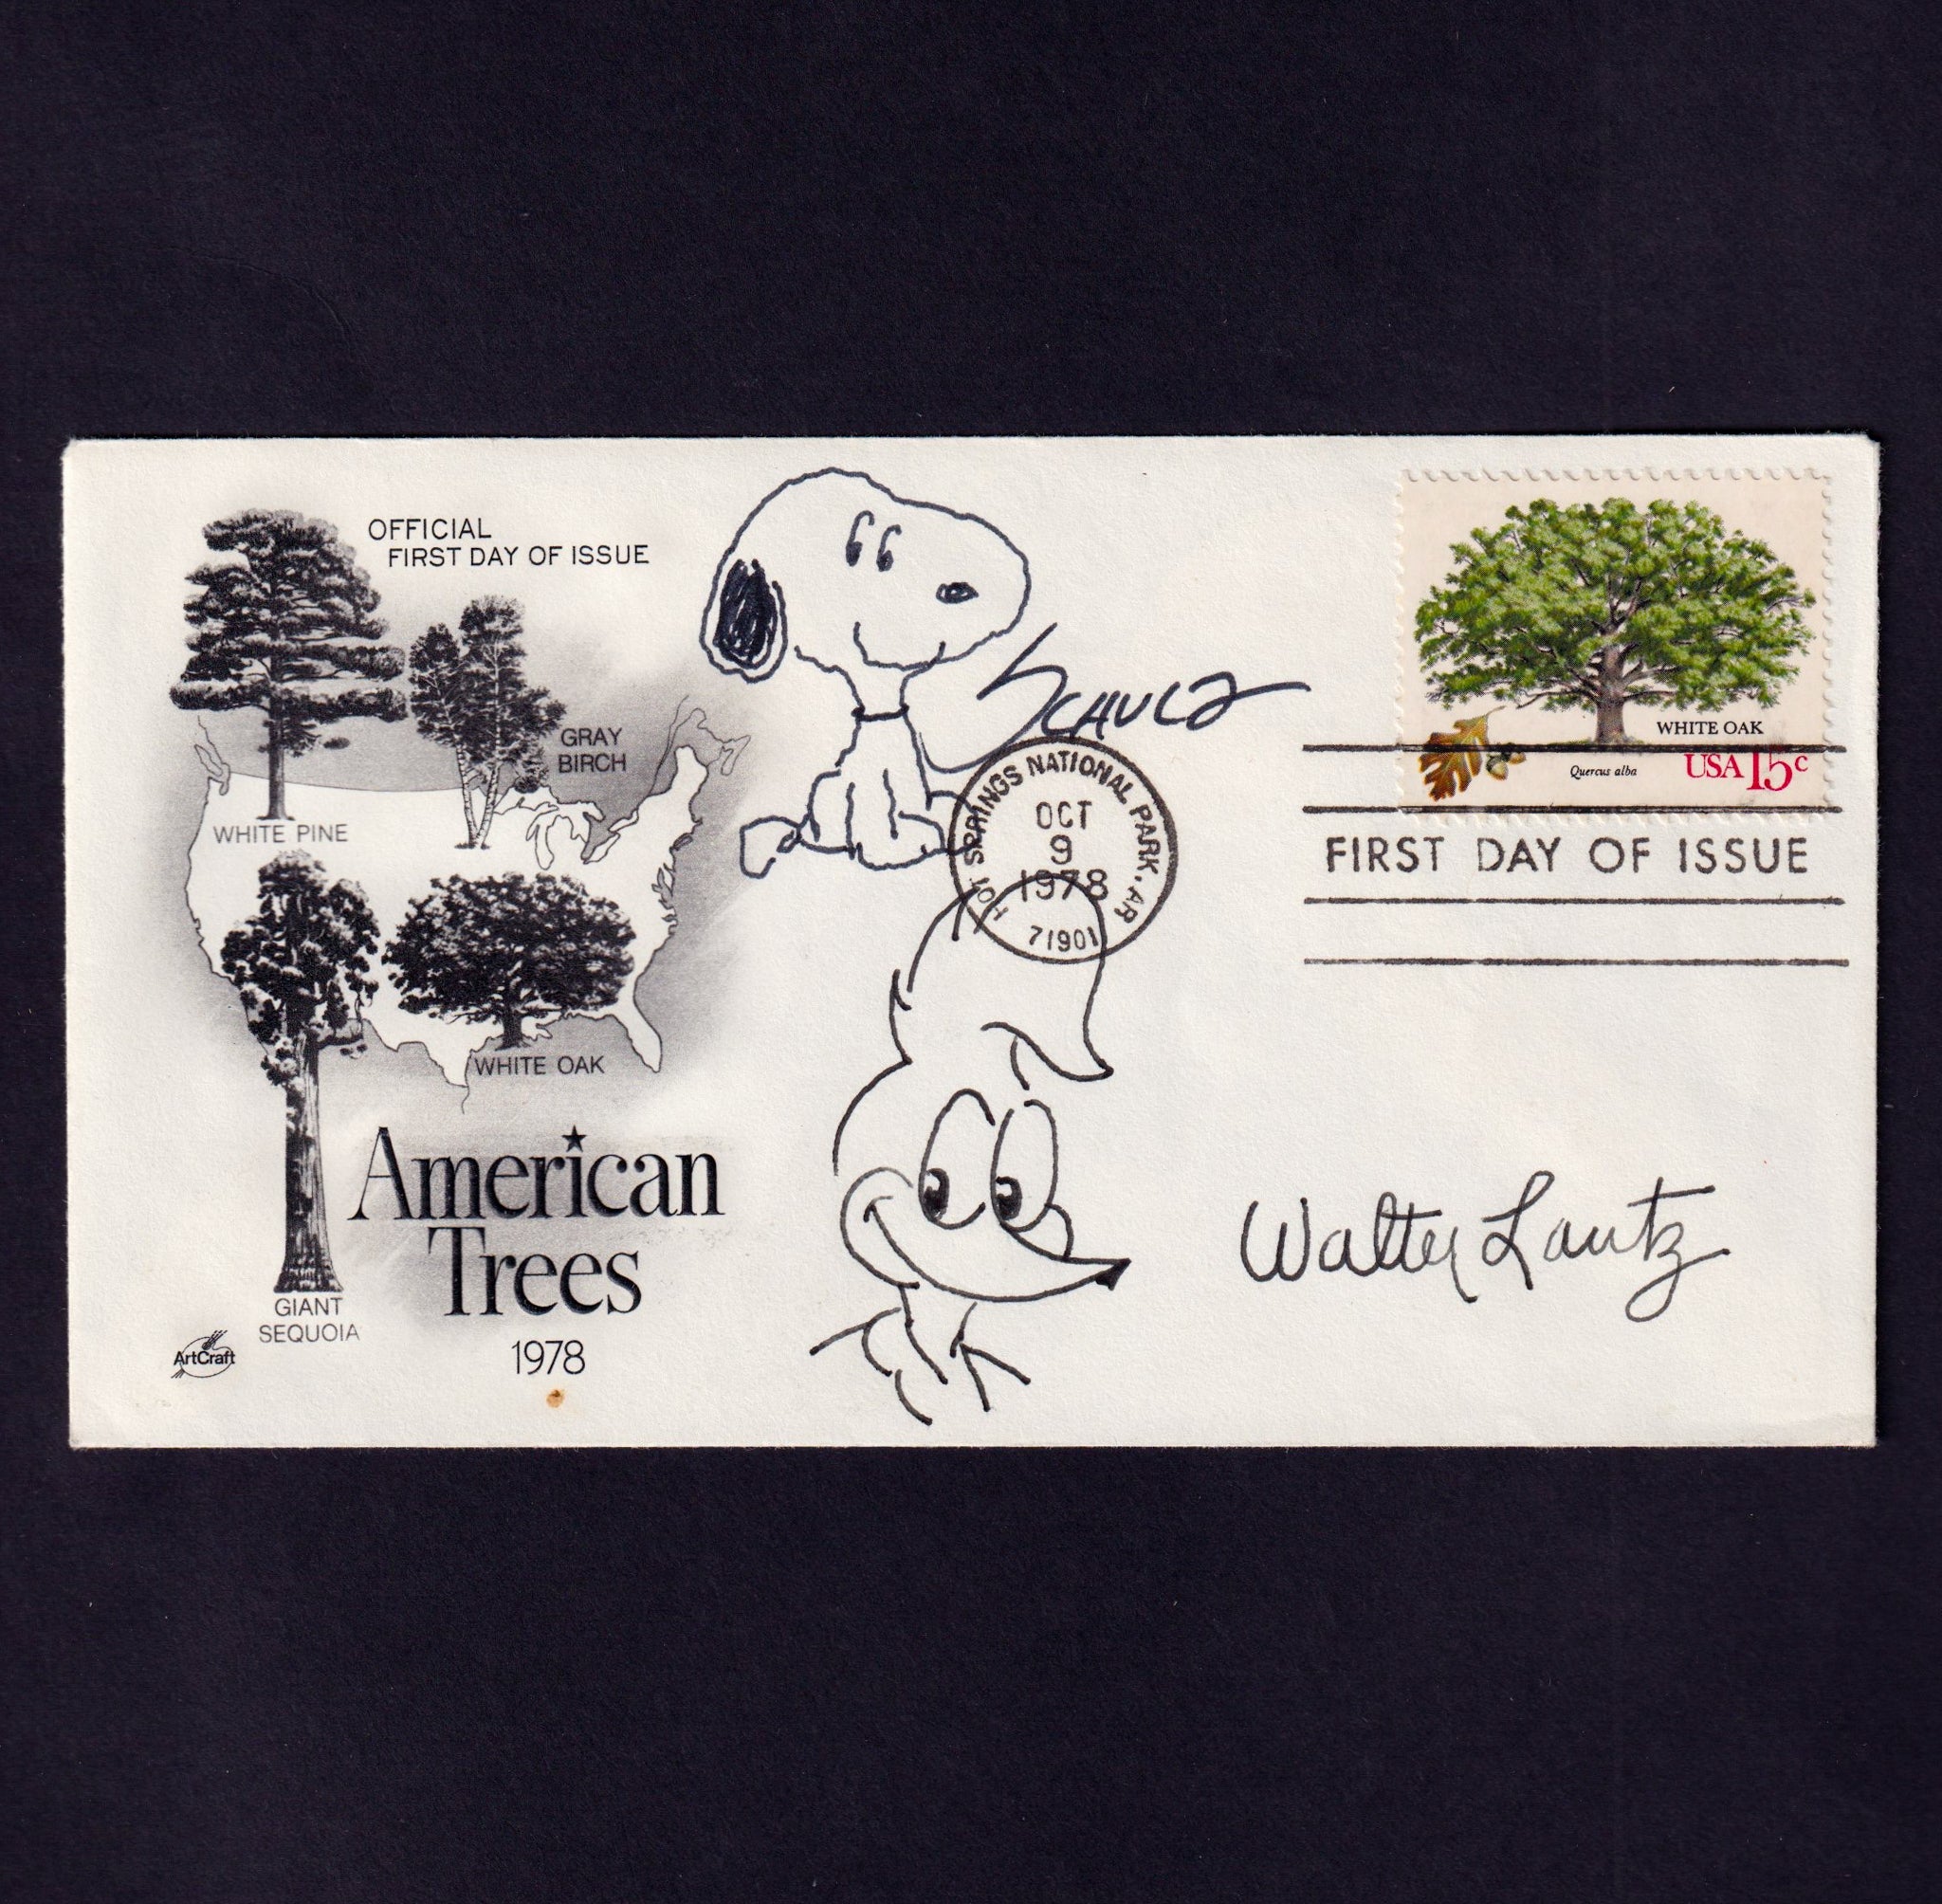 OFFICIAL
FIRST DAY OF ISSUE
GRAY
BIRCH
WHITE PINE
WHITE OAK
GIANT
SEQUOIA
American
Trees
1978
ArtCraft
SCHULZ
HOT SPRINGS NATIONAL PARK, AR
OCT
9
1978
71901
WHITE OAK
Quercus alba
USA 15c
FIRST DAY OF ISSUE
Walter Lantz